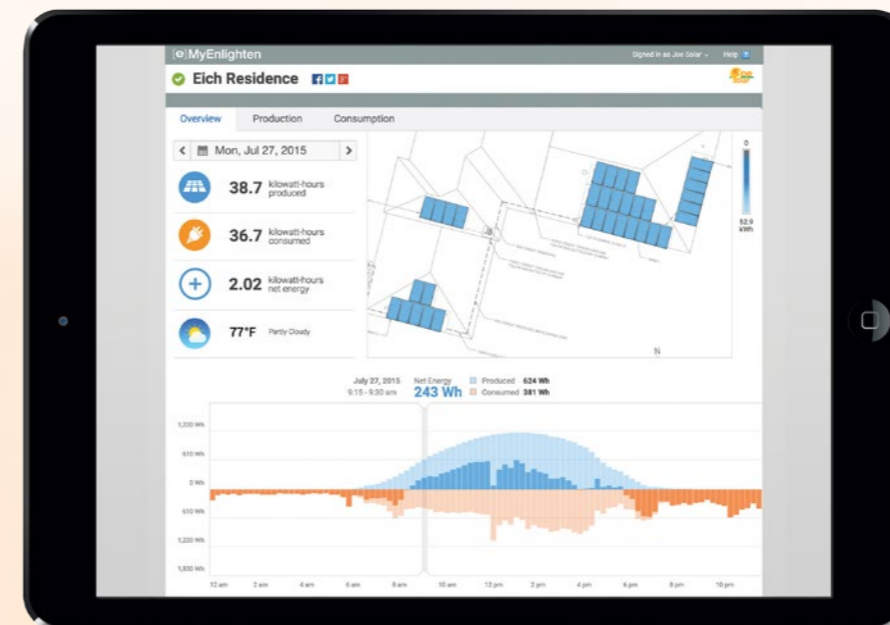 [e] MyEnlighten
Signed in as Joe Solar
Help ?
Eich Residence
Overview Production Consumption
Mon, Jul 27, 2015
38.7 kilowatt-hours
produced
36.7 kilowatt-hours
consumed
2.02 kilowatt-hours
net energy
77°F Partly Cloudy
0
52.9
kWh
N
July 27, 2015 Net Energy Produced 624 Wh
9:15 - 9:30 am 243 Wh Consumed 381 Wh
1,220 Wh
610 Wh
0 Wh
610 Wh
1,220 Wh
1,830 Wh
12 am 2 am 4 am 6 am 8 am 10 am 12 pm 2 pm 4 pm 6 pm 8 pm 10 pm